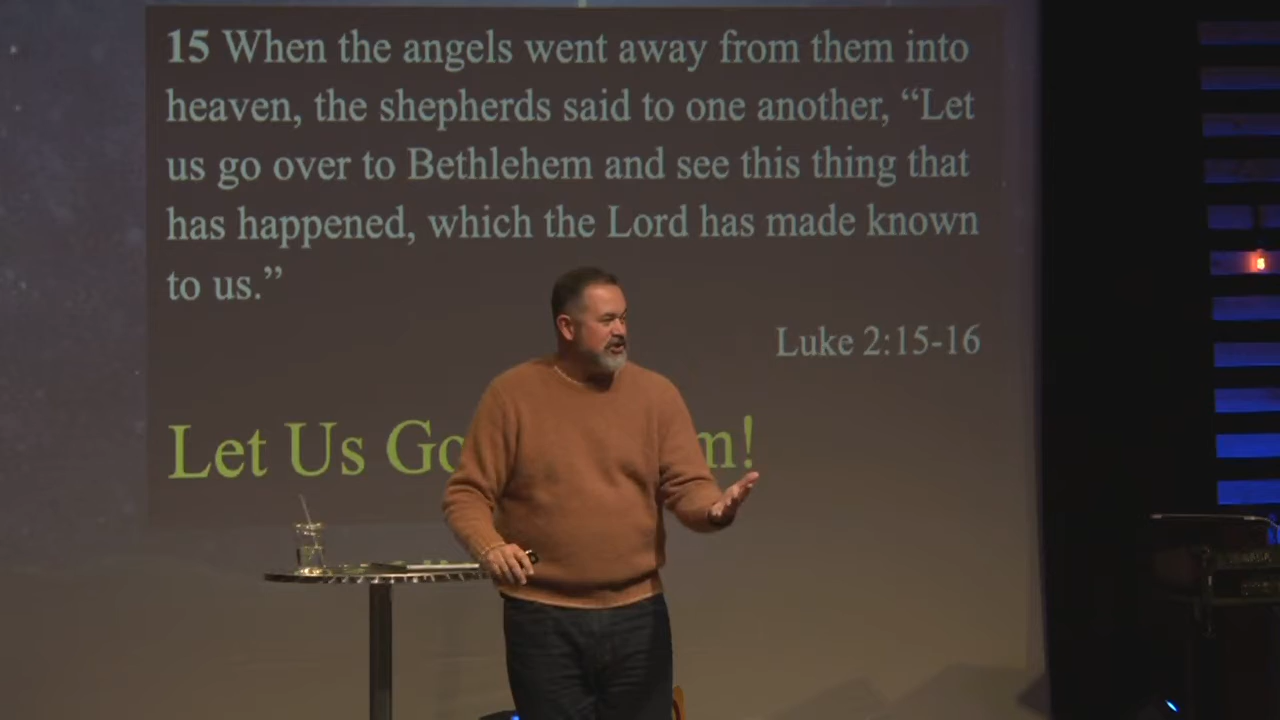 15 When the angels went away from them into
heaven, the shepherds said to one another, “Let
us go over to Bethlehem and see this thing that
has happened, which the Lord has made known
to us.”
Luke 2:15-16
Let Us Go